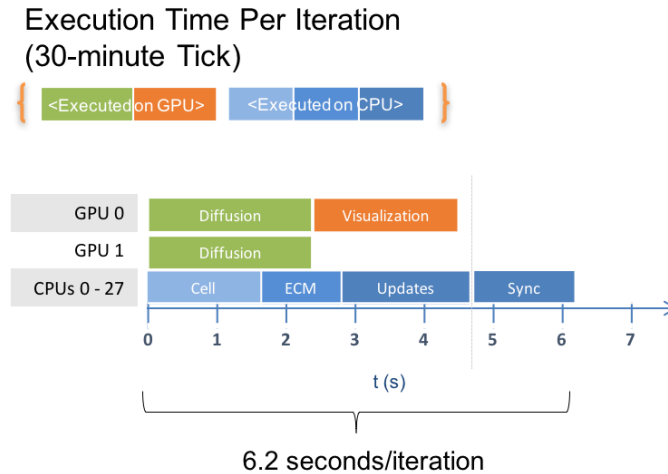 Execution Time Per Iteration
(30-minute Tick)
{ <Executed on GPU> <Executed on CPU> }
GPU 0 Diffusion Visualization
GPU 1 Diffusion
CPUs 0 - 27 Cell ECM Updates Sync
0 1 2 3 4 5 6 7
t (s)
6.2 seconds/iteration